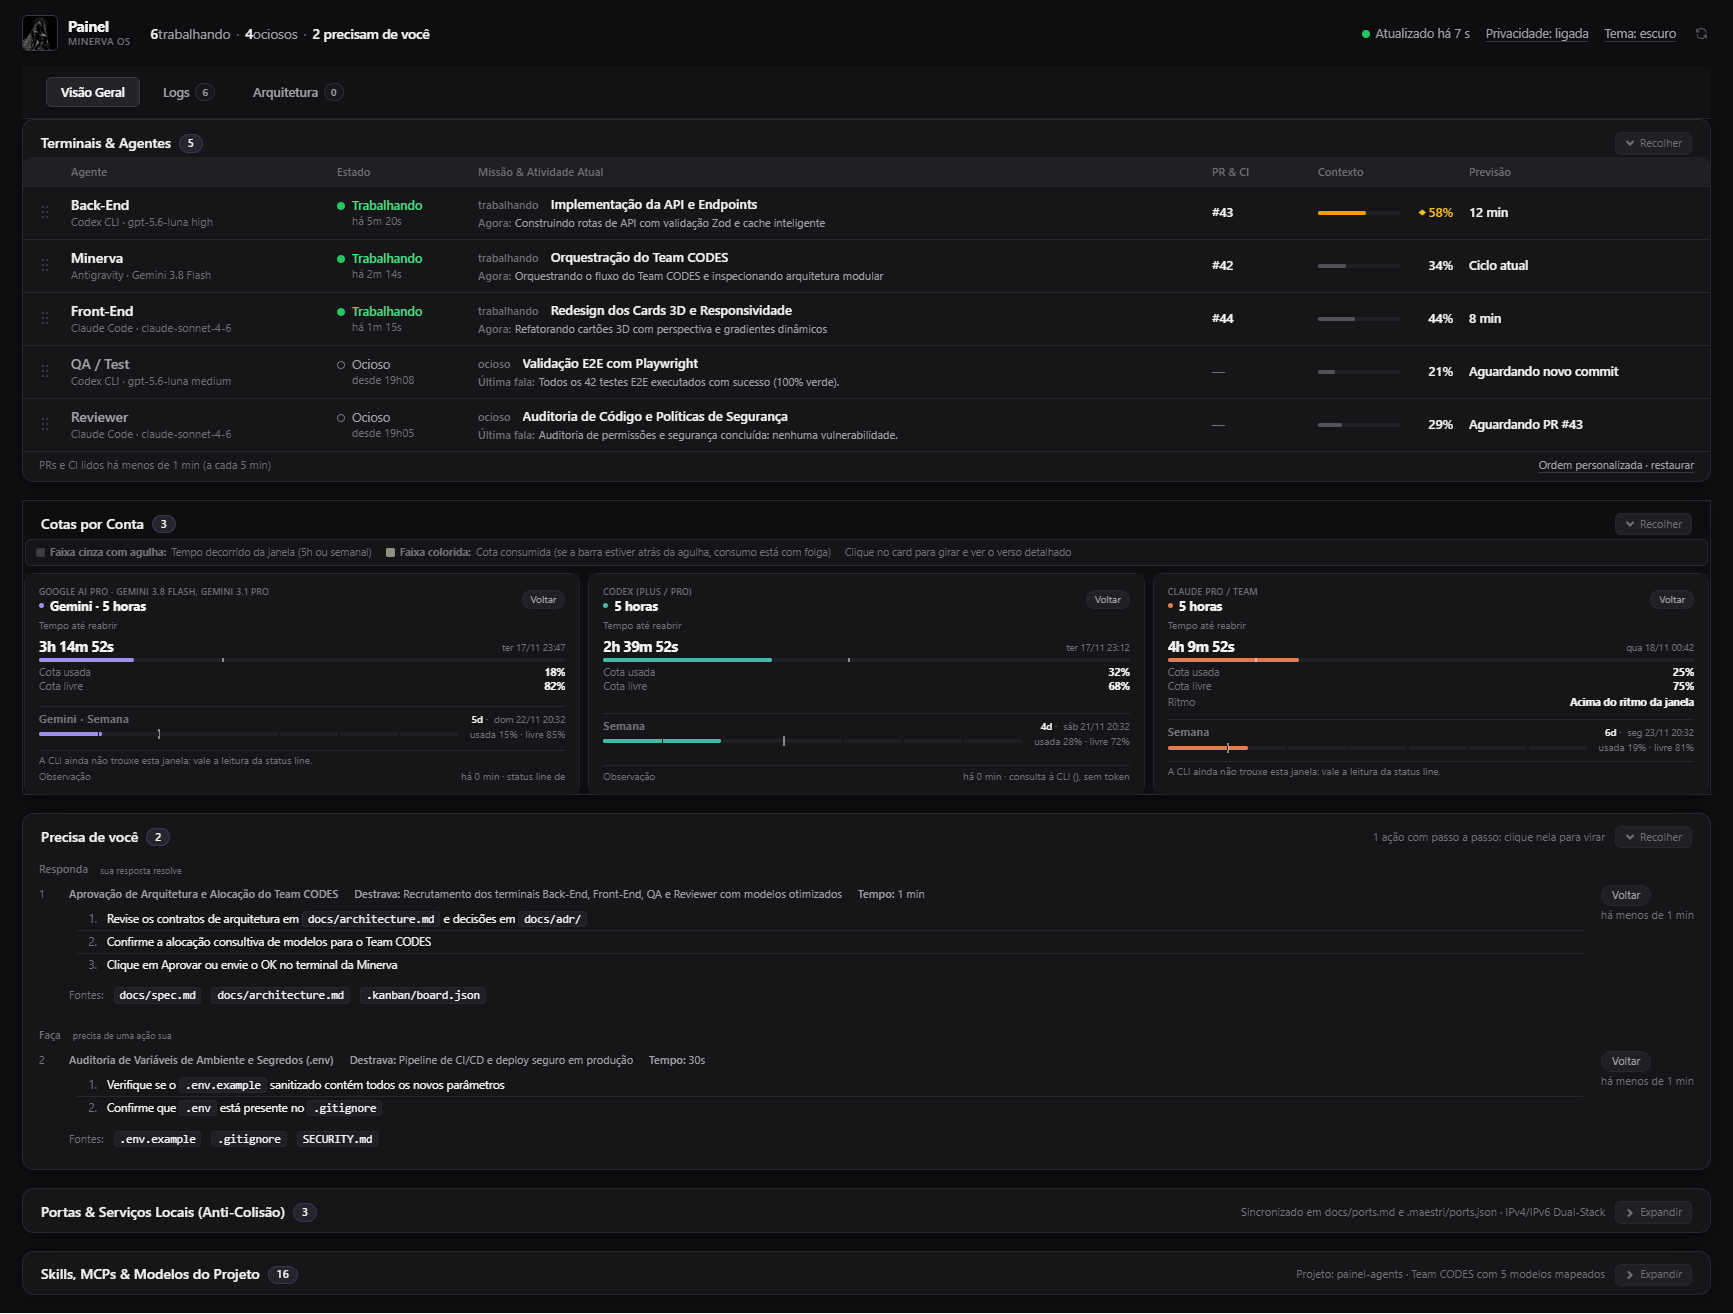 Painel
MINERVA OS
6trabalhando · 4ociosos · 2 precisam de você
Atualizado há 7 s
Privacidade: ligada
Tema: escuro
Visão Geral
Logs 6
Arquitetura 0
Terminais & Agentes 5
Recolher
Agente
Estado
Missão & Atividade Atual
PR & CI
Contexto
Previsão
Back-End
Codex CLI · gpt-5.6-luna high
Trabalhando
há 5m 20s
trabalhando Implementação da API e Endpoints
Agora: Construindo rotas de API com validação Zod e cache inteligente
#43
58%
12 min
Minerva
Antigravity · Gemini 3.8 Flash
Trabalhando
há 2m 14s
trabalhando Orquestração do Team CODES
Agora: Orquestrando o fluxo do Team CODES e inspecionando arquitetura modular
#42
34%
Ciclo atual
Front-End
Claude Code · claude-sonnet-4-6
Trabalhando
há 1m 15s
trabalhando Redesign dos Cards 3D e Responsividade
Agora: Refatorando cartões 3D com perspectiva e gradientes dinâmicos
#44
44%
8 min
QA / Test
Codex CLI · gpt-5.6-luna medium
Ocioso
desde 19h08
ocioso Validação E2E com Playwright
Última fala: Todos os 42 testes E2E executados com sucesso (100% verde).
—
21%
Aguardando novo commit
Reviewer
Claude Code · claude-sonnet-4-6
Ocioso
desde 19h05
ocioso Auditoria de Código e Políticas de Segurança
Última fala: Auditoria de permissões e segurança concluída: nenhuma vulnerabilidade.
—
29%
Aguardando PR #43
PRs e CI lidos há menos de 1 min (a cada 5 min)
Ordem personalizada · restaurar
Cotas por Conta 3
Recolher
Faixa cinza com agulha: Tempo decorrido da janela (5h ou semanal)
Faixa colorida: Cota consumida (se a barra estiver atrás da agulha, consumo está com folga)
Clique no card para girar e ver o verso detalhado
GOOGLE AI PRO · GEMINI 3.8 FLASH, GEMINI 3.1 PRO
Gemini · 5 horas
Voltar
Tempo até reabrir
3h 14m 52s
ter 17/11 23:47
Cota usada 18%
Cota livre 82%
Gemini · Semana
5d · dom 22/11 20:32
usada 15% · livre 85%
A CLI ainda não trouxe esta janela: vale a leitura da status line.
Observação
há 0 min · status line de
CODEX (PLUS / PRO)
5 horas
Voltar
Tempo até reabrir
2h 39m 52s
ter 17/11 23:12
Cota usada 32%
Cota livre 68%
Semana
4d · sáb 21/11 20:32
usada 28% · livre 72%
Observação
há 0 min · consulta à CLI (), sem token
CLAUDE PRO / TEAM
5 horas
Voltar
Tempo até reabrir
4h 9m 52s
qua 18/11 00:42
Cota usada 25%
Cota livre 75%
Ritmo Acima do ritmo da janela
Semana
6d · seg 23/11 20:32
usada 19% · livre 81%
A CLI ainda não trouxe esta janela: vale a leitura da status line.
Precisa de você 2
1 ação com passo a passo: clique nela para virar
Recolher
Responda sua resposta resolve
1 Aprovação de Arquitetura e Alocação do Team CODES Destrava: Recrutamento dos terminais Back-End, Front-End, QA e Reviewer com modelos otimizados Tempo: 1 min
Voltar
há menos de 1 min
1. Revise os contratos de arquitetura em docs/architecture.md e decisões em docs/adr/
2. Confirme a alocação consultiva de modelos para o Team CODES
3. Clique em Aprovar ou envie o OK no terminal da Minerva
Fontes: docs/spec.md docs/architecture.md .kanban/board.json
Faça precisa de uma ação sua
2 Auditoria de Variáveis de Ambiente e Segredos (.env) Destrava: Pipeline de CI/CD e deploy seguro em produção Tempo: 30s
Voltar
há menos de 1 min
1. Verifique se o .env.example sanitizado contém todos os novos parâmetros
2. Confirme que .env está presente no .gitignore
Fontes: .env.example .gitignore SECURITY.md
Portas & Serviços Locais (Anti-Colisão) 3
Sincronizado em docs/ports.md e .maestri/ports.json · IPv4/IPv6 Dual-Stack
Expandir
Skills, MCPs & Modelos do Projeto 16
Projeto: painel-agents · Team CODES com 5 modelos mapeados
Expandir